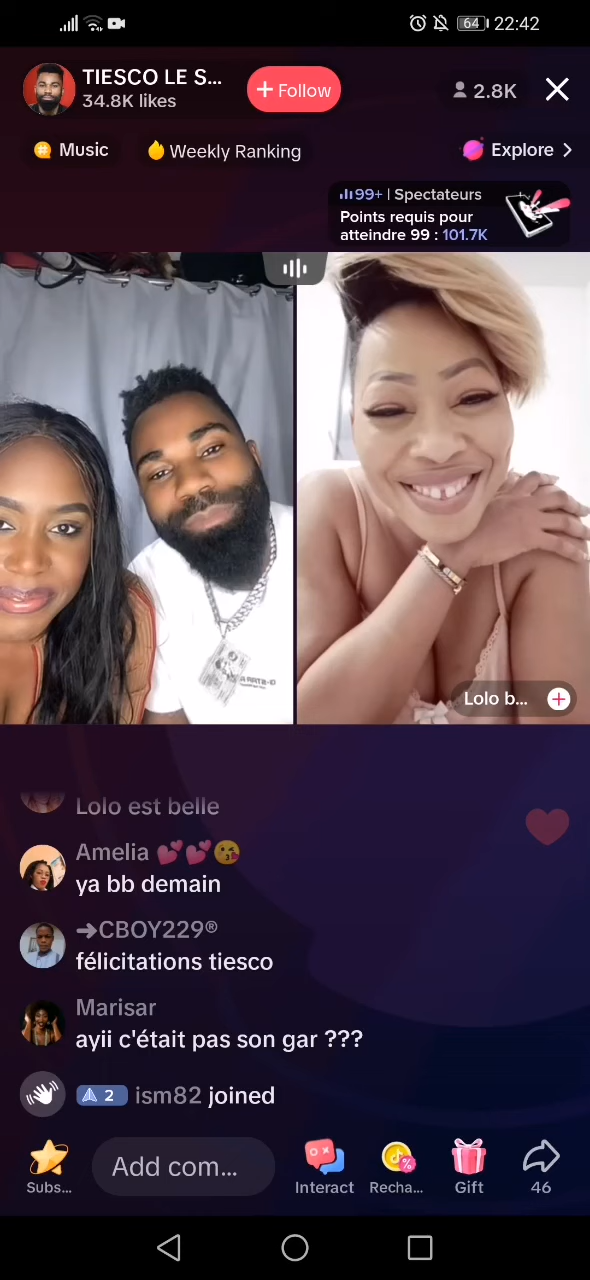 64 22:42
TIESCO LE S...
34.8K likes
+ Follow
2.8K
Music
Weekly Ranking
Explore
99+ | Spectateurs
Points requis pour
atteindre 99 : 101.7K
Lolo b...
Lolo est belle
Amelia 💕💕😘
ya bb demain
➜CBOY229®
félicitations tiesco
Marisar
ayii c'était pas son gar ???
2 ism82 joined
Add com...
Subs...
Interact
Recha...
Gift
46